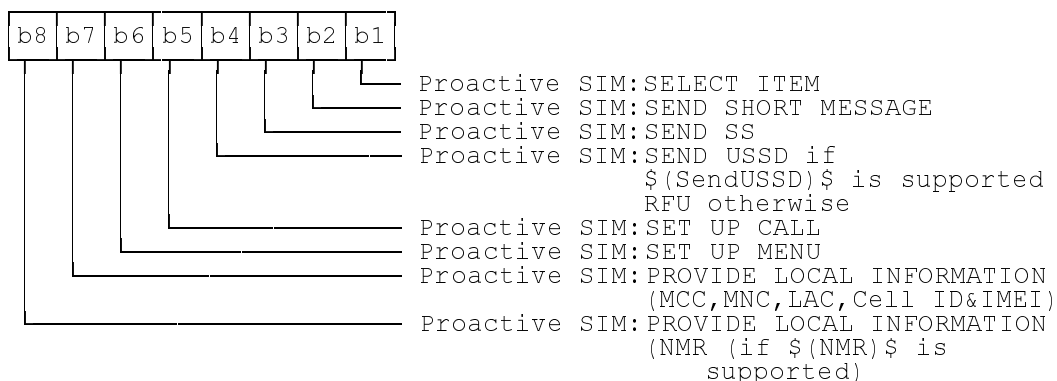 b8 b7 b6 b5 b4 b3 b2 b1
Proactive SIM:SELECT ITEM
Proactive SIM:SEND SHORT MESSAGE
Proactive SIM:SEND SS
Proactive SIM:SEND USSD if
$(SendUSSD)$ is supported
RFU otherwise
Proactive SIM:SET UP CALL
Proactive SIM:SET UP MENU
Proactive SIM:PROVIDE LOCAL INFORMATION
(MCC,MNC,LAC,Cell ID&IMEI)
Proactive SIM:PROVIDE LOCAL INFORMATION
(NMR (if $(NMR)$ is
supported)